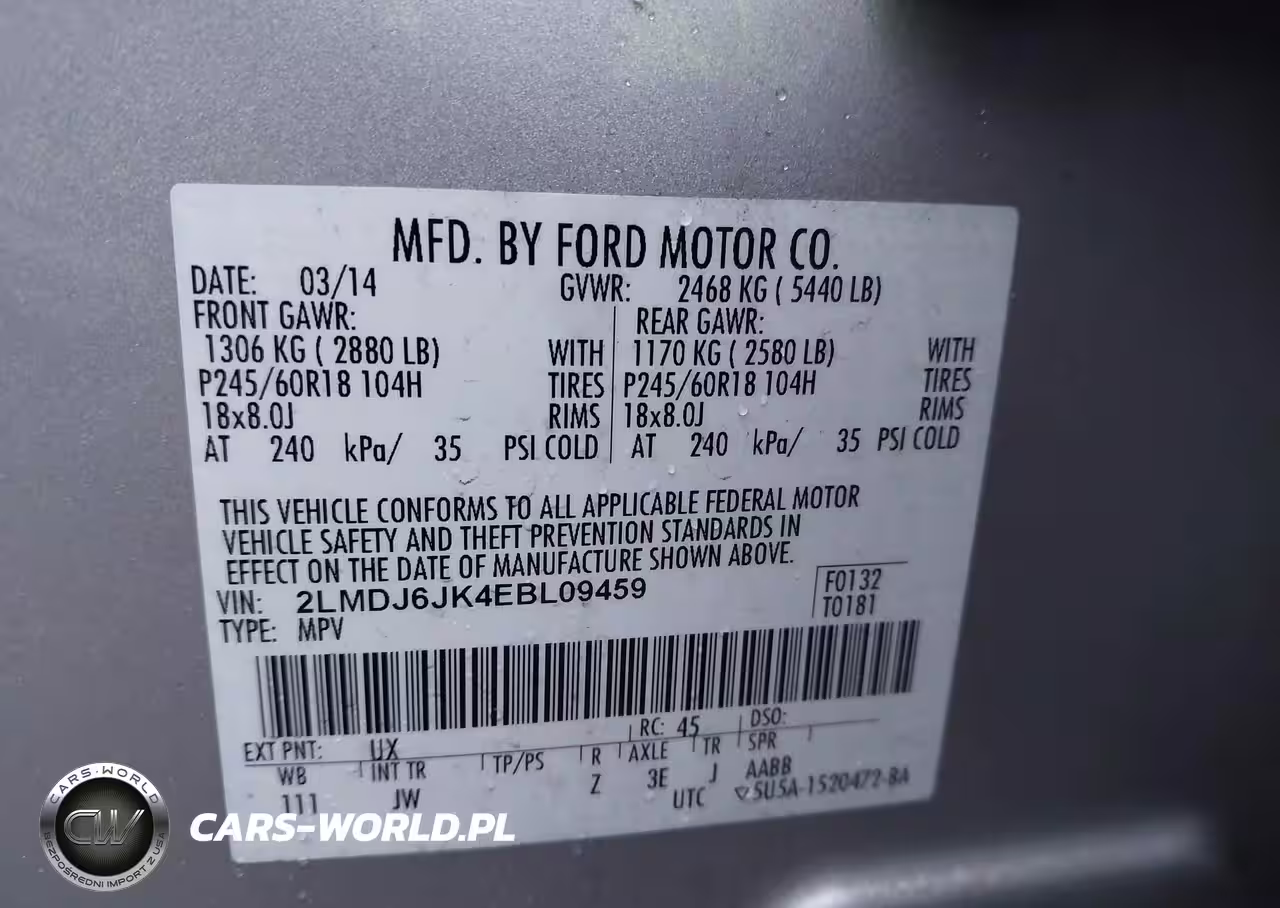 MFD. BY FORD MOTOR CO.
DATE: 03/14 GVWR: 2468 KG ( 5440 LB)
FRONT GAWR: REAR GAWR:
1306 KG ( 2880 LB) WITH 1170 KG ( 2580 LB) WITH
P245/60R18 104H TIRES P245/60R18 104H TIRES
18x8.0J RIMS 18x8.0J RIMS
AT 240 kPa/ 35 PSI COLD AT 240 kPa/ 35 PSI COLD
THIS VEHICLE CONFORMS TO ALL APPLICABLE FEDERAL MOTOR
VEHICLE SAFETY AND THEFT PREVENTION STANDARDS IN
EFFECT ON THE DATE OF MANUFACTURE SHOWN ABOVE.
VIN: 2LMDJ6JK4EBL09459 F0132
TYPE: MPV T0181
EXT PNT: UX RC: 45 DSO:
WB INT TR TP/PS R AXLE TR SPR
111 JW Z 3E J AABB
UTC 5U5A-1520472-BA
CARS-WORLD
CW
BEZPOŚREDNI IMPORT Z USA
CARS-WORLD.PL